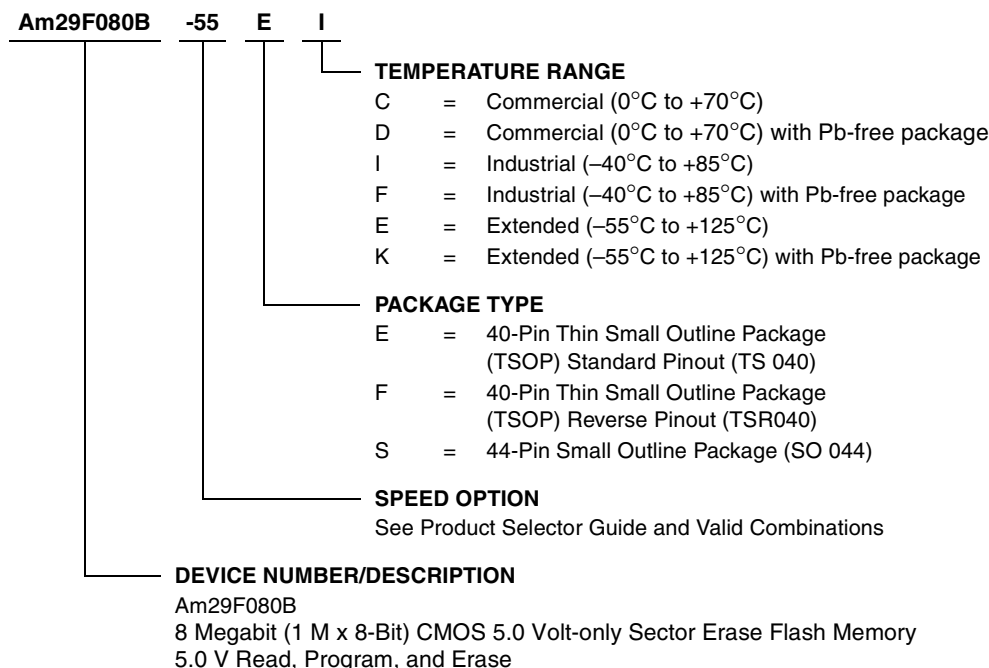 Am29F080B -55 E I
TEMPERATURE RANGE
C = Commercial (0°C to +70°C)
D = Commercial (0°C to +70°C) with Pb-free package
I = Industrial (–40°C to +85°C)
F = Industrial (–40°C to +85°C) with Pb-free package
E = Extended (–55°C to +125°C)
K = Extended (–55°C to +125°C) with Pb-free package
PACKAGE TYPE
E = 40-Pin Thin Small Outline Package
(TSOP) Standard Pinout (TS 040)
F = 40-Pin Thin Small Outline Package
(TSOP) Reverse Pinout (TSR040)
S = 44-Pin Small Outline Package (SO 044)
SPEED OPTION
See Product Selector Guide and Valid Combinations
DEVICE NUMBER/DESCRIPTION
Am29F080B
8 Megabit (1 M x 8-Bit) CMOS 5.0 Volt-only Sector Erase Flash Memory
5.0 V Read, Program, and Erase